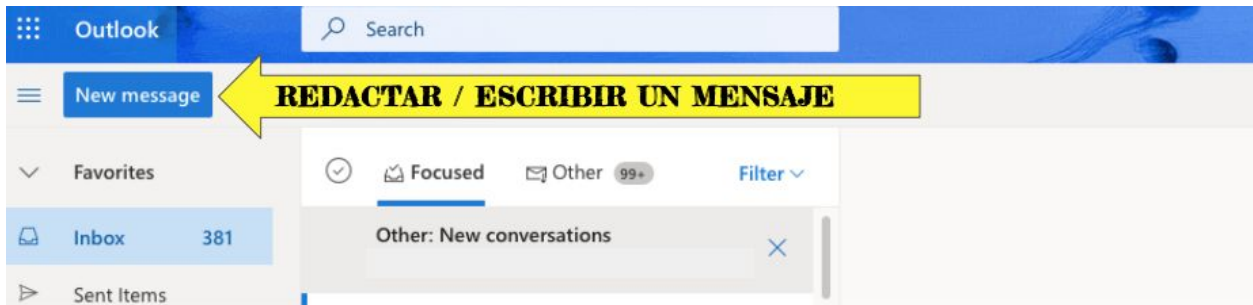 Outlook
Search
New message
REDACTAR / ESCRIBIR UN MENSAJE
Favorites
Focused
Other 99+
Filter
Inbox 381
Other: New conversations
Sent Items